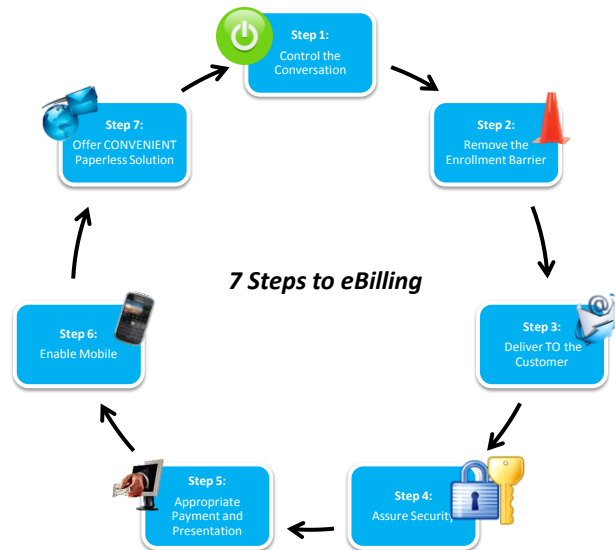 Step 1:
Control the
Conversation
Step 2:
Remove the
Enrollment Barrier
Step 3:
Deliver TO the
Customer
Step 4:
Assure Security
Step 5:
Appropriate
Payment and
Presentation
Step 6:
Enable Mobile
Step 7:
Offer CONVENIENT
Paperless Solution
7 Steps to eBilling